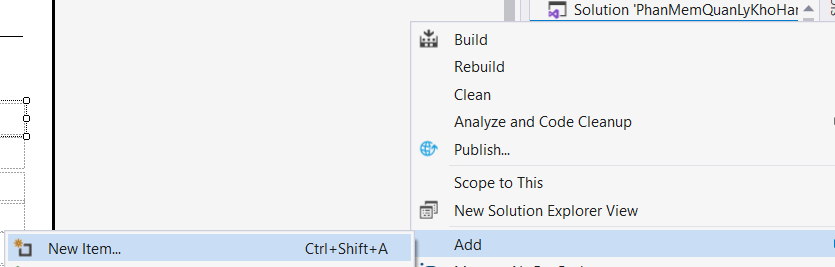 Solution 'PhanMemQuanLyKhoHar
Build
Rebuild
Clean
Analyze and Code Cleanup
Publish...
Scope to This
New Solution Explorer View
New Item... Ctrl+Shift+A
Add